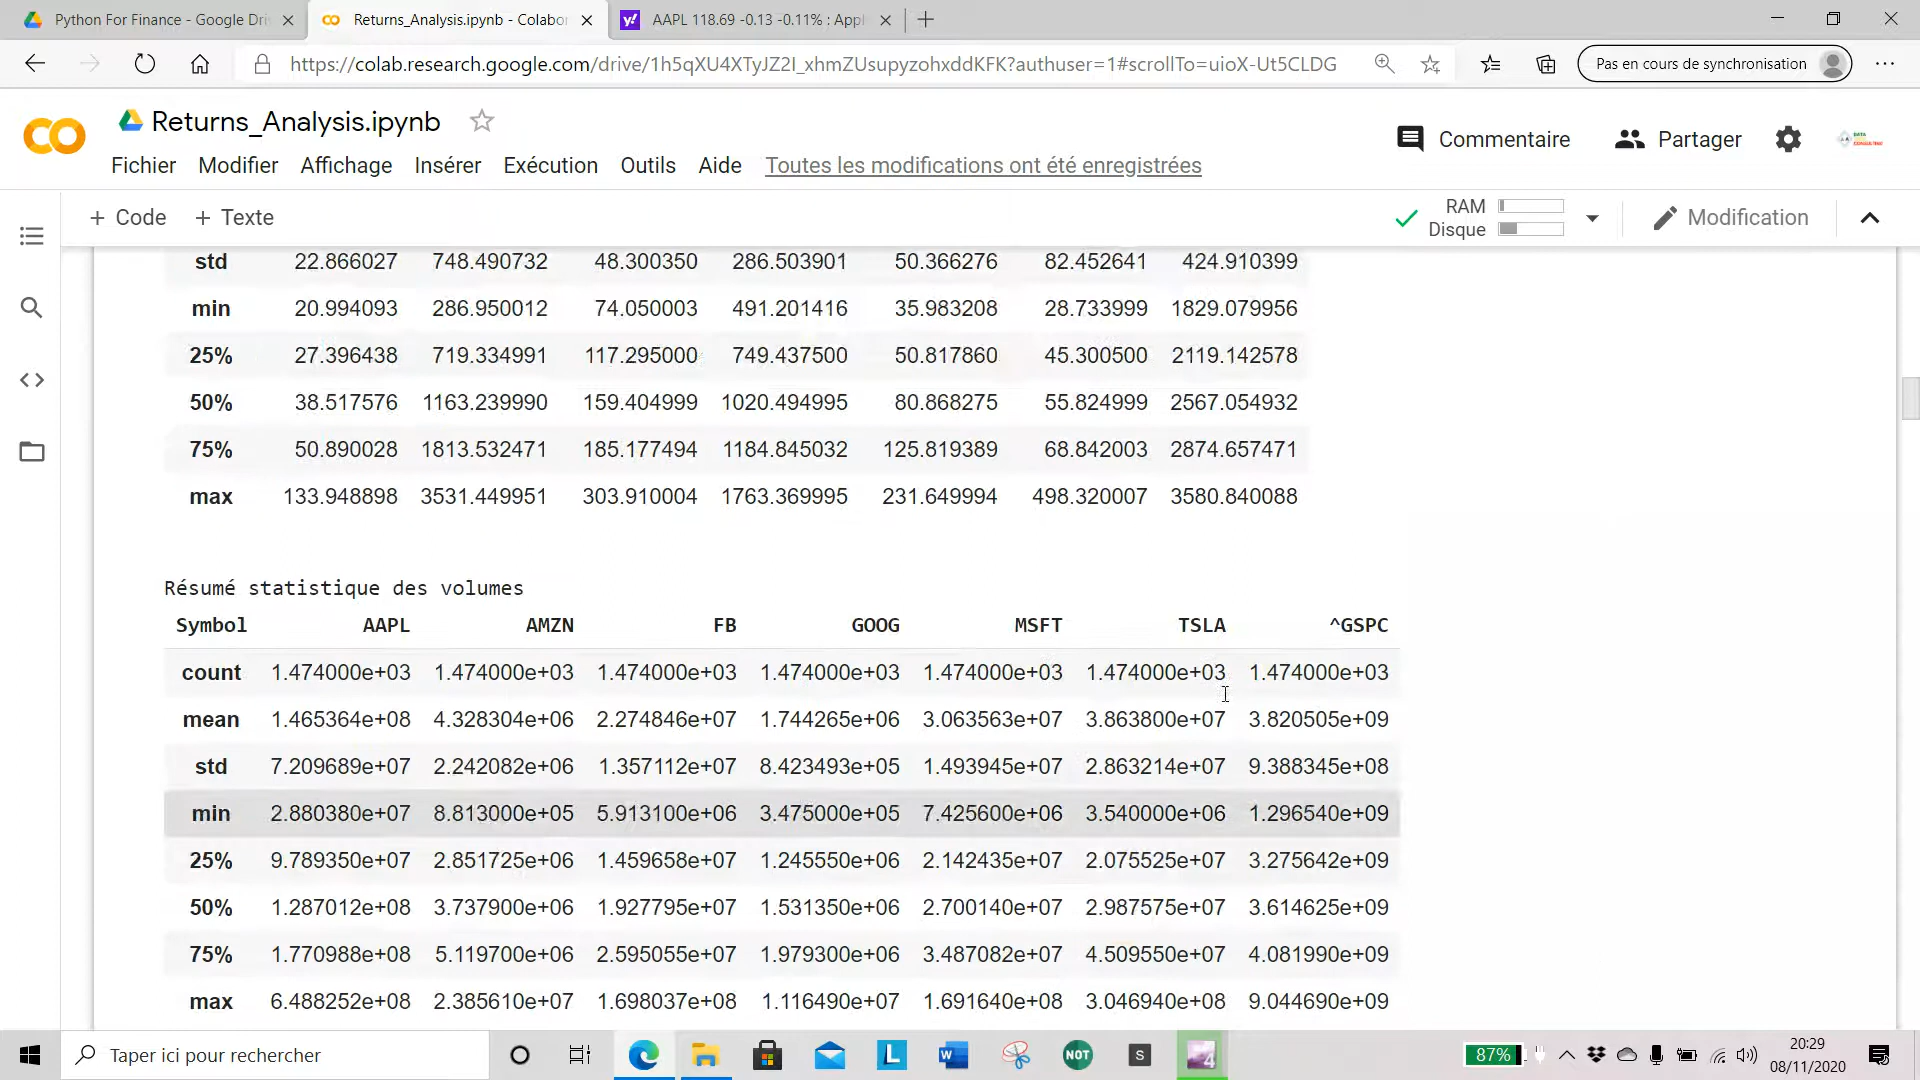 Python For Finance - Google Dri
Returns_Analysis.ipynb - Colabor
AAPL 118.69 -0.13 -0.11% : Appl
https://colab.research.google.com/drive/1h5qXU4XTyJZ2I_xhmZUsupyzohxddKFK?authuser=1#scrollTo=uioX-Ut5CLDG
Pas en cours de synchronisation
Returns_Analysis.ipynb
Commentaire
Partager
Fichier Modifier Affichage Insérer Exécution Outils Aide Toutes les modifications ont été enregistrées
+ Code + Texte
RAM
Disque
Modification
std 22.866027 748.490732 48.300350 286.503901 50.366276 82.452641 424.910399
min 20.994093 286.950012 74.050003 491.201416 35.983208 28.733999 1829.079956
25% 27.396438 719.334991 117.295000 749.437500 50.817860 45.300500 2119.142578
50% 38.517576 1163.239990 159.404999 1020.494995 80.868275 55.824999 2567.054932
75% 50.890028 1813.532471 185.177494 1184.845032 125.819389 68.842003 2874.657471
max 133.948898 3531.449951 303.910004 1763.369995 231.649994 498.320007 3580.840088
Résumé statistique des volumes
Symbol AAPL AMZN FB GOOG MSFT TSLA ^GSPC
count 1.474000e+03 1.474000e+03 1.474000e+03 1.474000e+03 1.474000e+03 1.474000e+03 1.474000e+03
mean 1.465364e+08 4.328304e+06 2.274846e+07 1.744265e+06 3.063563e+07 3.863800e+07 3.820505e+09
std 7.209689e+07 2.242082e+06 1.357112e+07 8.423493e+05 1.493945e+07 2.863214e+07 9.388345e+08
min 2.880380e+07 8.813000e+05 5.913100e+06 3.475000e+05 7.425600e+06 3.540000e+06 1.296540e+09
25% 9.789350e+07 2.851725e+06 1.459658e+07 1.245550e+06 2.142435e+07 2.075525e+07 3.275642e+09
50% 1.287012e+08 3.737900e+06 1.927795e+07 1.531350e+06 2.700140e+07 2.987575e+07 3.614625e+09
75% 1.770988e+08 5.119700e+06 2.595055e+07 1.979300e+06 3.487082e+07 4.509550e+07 4.081990e+09
max 6.488252e+08 2.385610e+07 1.698037e+08 1.116490e+07 1.691640e+08 3.046940e+08 9.044690e+09
Taper ici pour rechercher
L
NOT
S
4
87%
20:29
08/11/2020